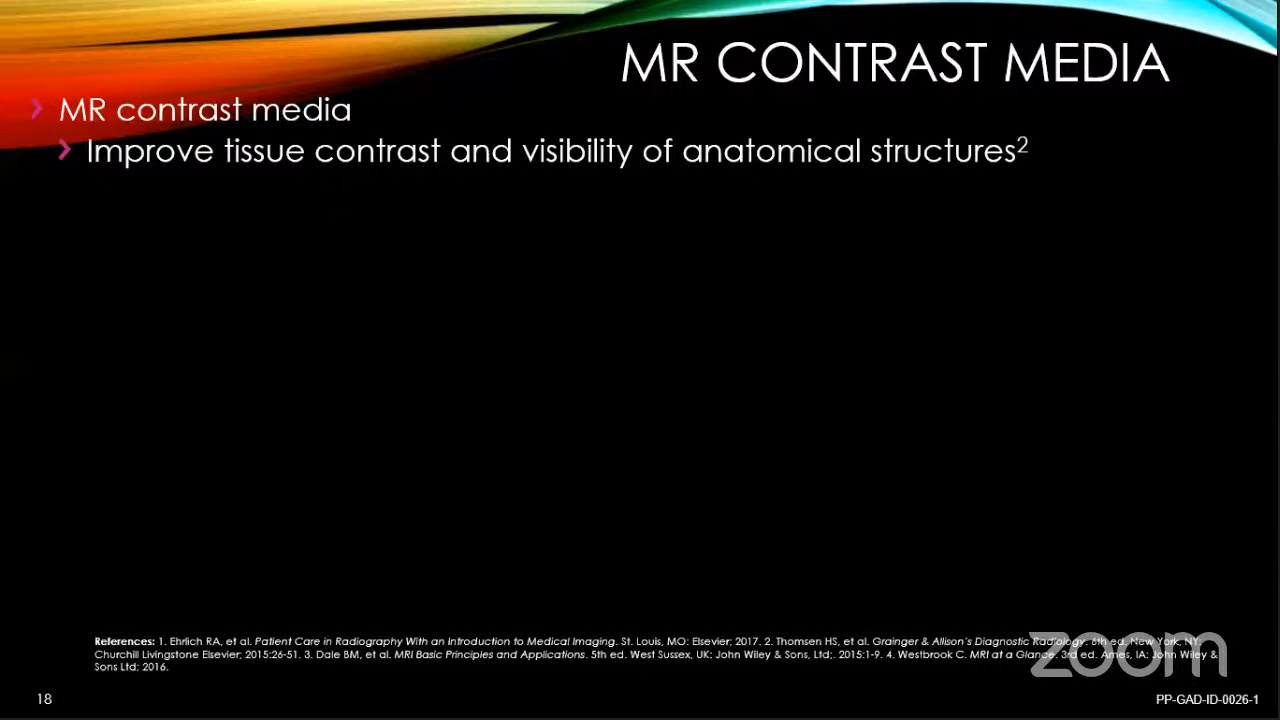 MR CONTRAST MEDIA
MR contrast media
Improve tissue contrast and visibility of anatomical structures2
References: 1. Ehrlich RA, et al. Patient Care in Radiography With an Introduction to Medical Imaging. St. Louis, MO: Elsevier; 2017. 2. Thomsen HS, et al. Grainger & Allison's Diagnostic Radiology. 6th ed. New York, NY:
Churchill Livingstone Elsevier; 2015:26-51. 3. Dale BM, et al. MRI Basic Principles and Applications. 5th ed. West Sussex, UK: John Wiley & Sons, Ltd;. 2015:1-9. 4. Westbrook C. MRI at a Glance. 3rd ed. Ames, IA: John Wiley &
Sons Ltd; 2016.
zoom
18
PP-GAD-ID-0026-1